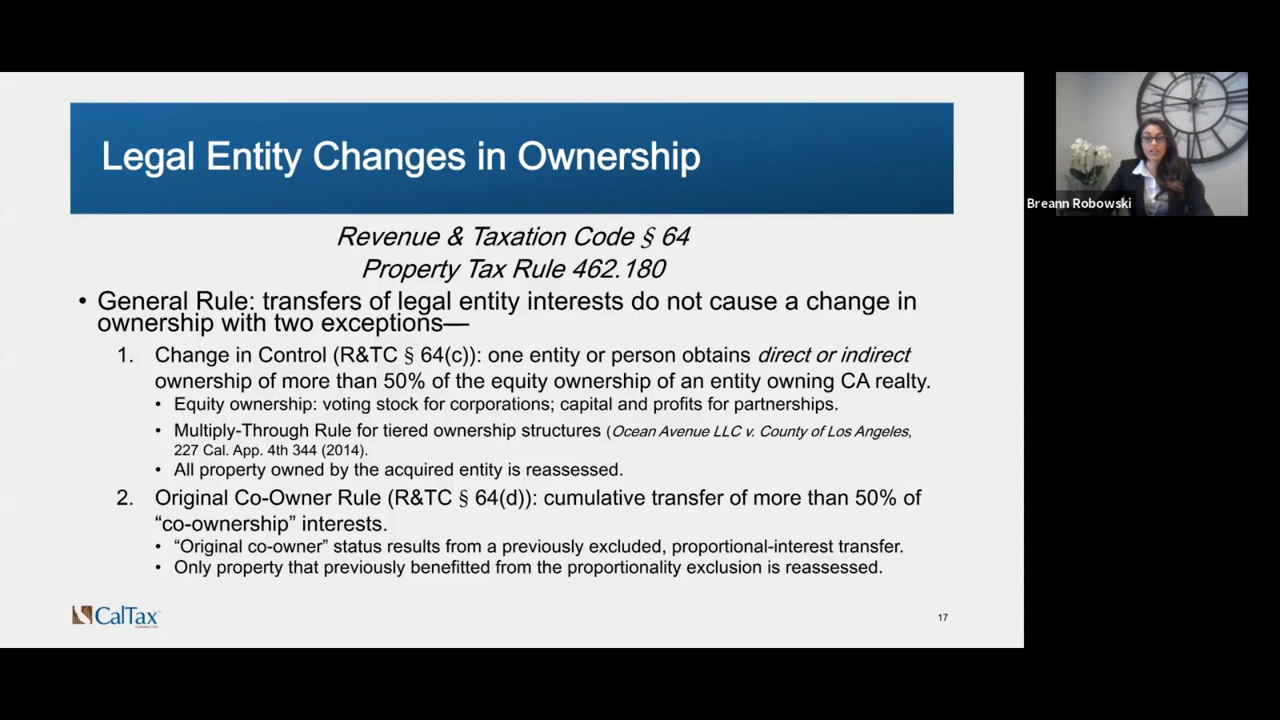 Legal Entity Changes in Ownership
Revenue & Taxation Code § 64
Property Tax Rule 462.180
• General Rule: transfers of legal entity interests do not cause a change in
ownership with two exceptions—
1. Change in Control (R&TC § 64(c)): one entity or person obtains direct or indirect
ownership of more than 50% of the equity ownership of an entity owning CA realty.
• Equity ownership: voting stock for corporations; capital and profits for partnerships.
• Multiply-Through Rule for tiered ownership structures (Ocean Avenue LLC v. County of Los Angeles,
227 Cal. App. 4th 344 (2014).
• All property owned by the acquired entity is reassessed.
2. Original Co-Owner Rule (R&TC § 64(d)): cumulative transfer of more than 50% of
“co-ownership” interests.
• “Original co-owner” status results from a previously excluded, proportional-interest transfer.
• Only property that previously benefitted from the proportionality exclusion is reassessed.
CalTax
17
Breann Robowski